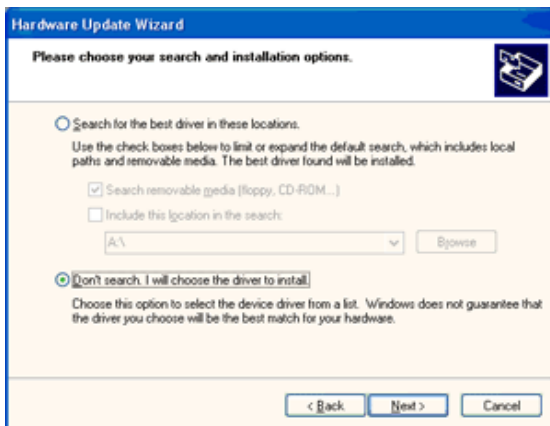 Hardware Update Wizard
Please choose your search and installation options.
Search for the best driver in these locations.
Use the check boxes below to limit or expand the default search, which includes local
paths and removable media. The best driver found will be installed.
Search removable media (floppy, CD-ROM...)
Include this location in the search:
A:\
Browse
Don't search. I will choose the driver to install.
Choose this option to select the device driver from a list. Windows does not guarantee that
the driver you choose will be the best match for your hardware.
< Back Next > Cancel